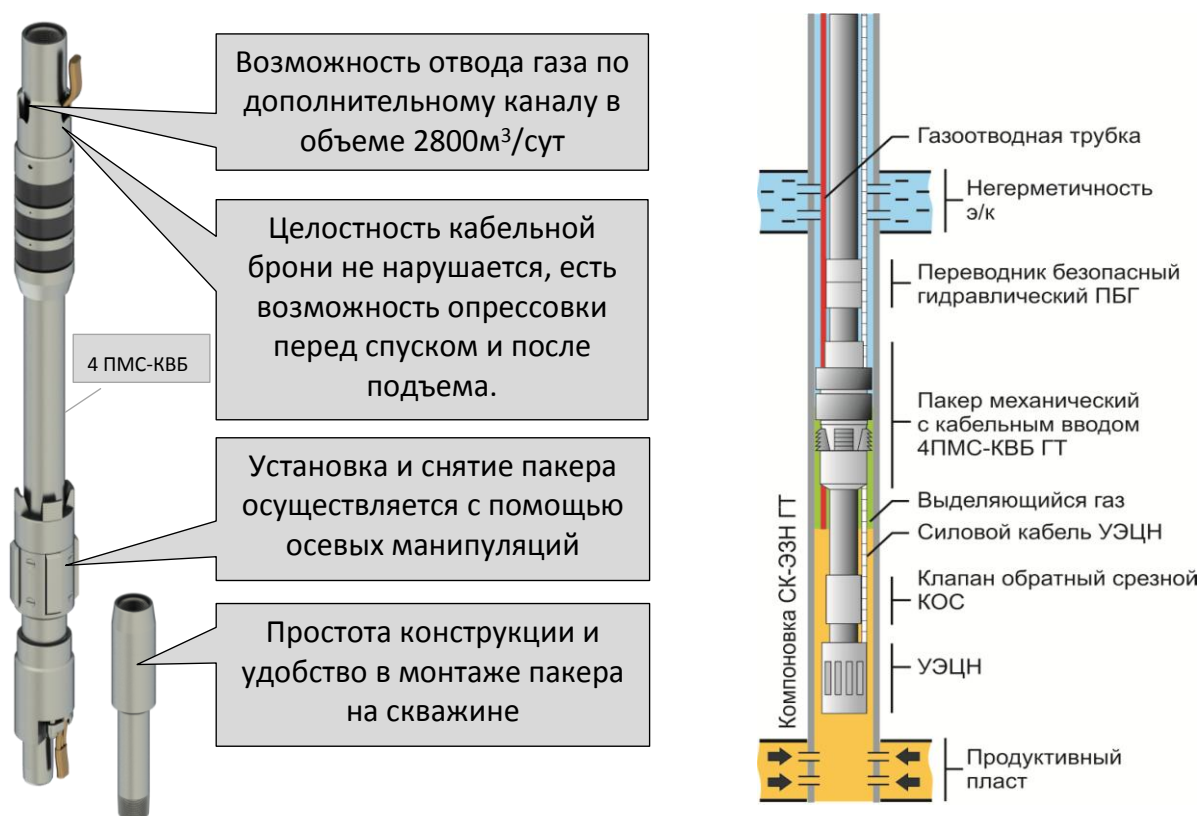 Возможность отвода газа по
дополнительному каналу в
объеме 2800м³/сут
Целостность кабельной
брони не нарушается, есть
возможность опрессовки
перед спуском и после
подъема.
4 ПМС-КВБ
Установка и снятие пакера
осуществляется с помощью
осевых манипуляций
Простота конструкции и
удобство в монтаже пакера
на скважине
Газоотводная трубка
Негерметичность
э/к
Переводник безопасный
гидравлический ПБГ
Пакер механический
с кабельным вводом
4ПМС-КВБ ГТ
Выделяющийся газ
Силовой кабель УЭЦН
Клапан обратный срезной
КОС
УЭЦН
Продуктивный
пласт
Компоновка СК-ЭЗН ГТ